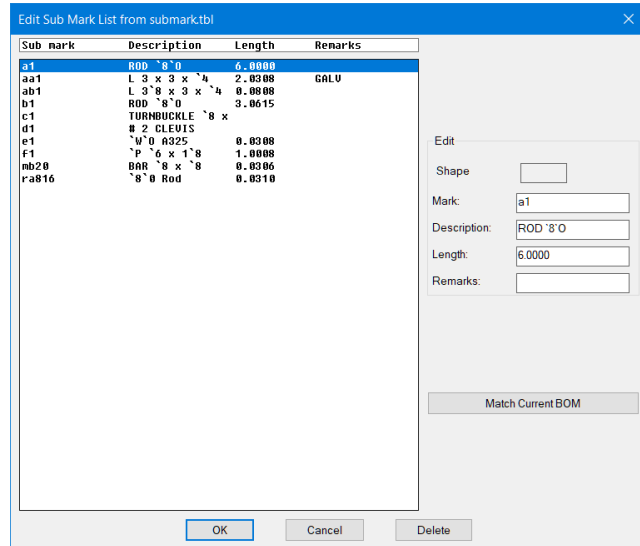 Edit Sub Mark List from submark.tbl
Sub mark Description Length Remarks
a1 ROD `8`O 6.0000
aa1 L 3 x 3 x `4 2.0308 GALV
ab1 L 3`8 x 3 x `4 0.0808
b1 ROD `8`O 3.0615
c1 TURNBUCKLE `8 x
d1 # 2 CLEVIS
e1 `W`O A325 0.0308
f1 `P `6 x 1`8 1.0008
mb20 BAR `8 x `8 0.0306
ra816 `8`0 Rod 0.0310
Edit
Shape
Mark: a1
Description: ROD `8`O
Length: 6.0000
Remarks:
Match Current BOM
OK Cancel Delete